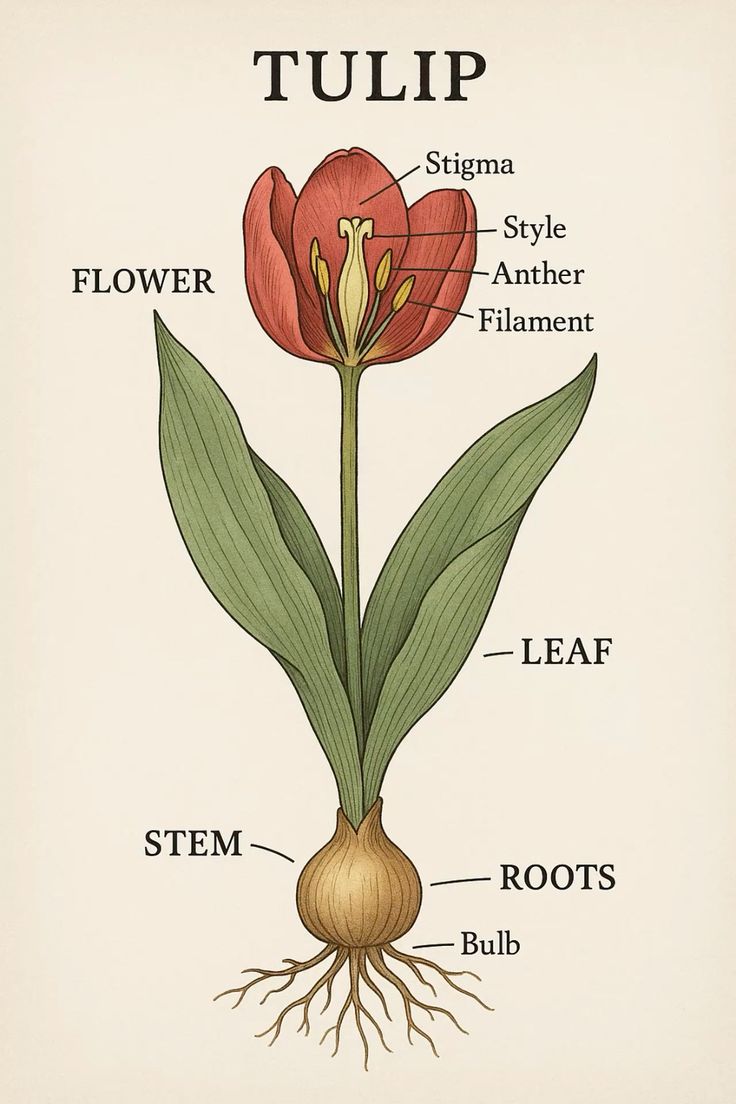 TULIP
Stigma
Style
FLOWER
Anther
Filament
LEAF
STEM
ROOTS
Bulb